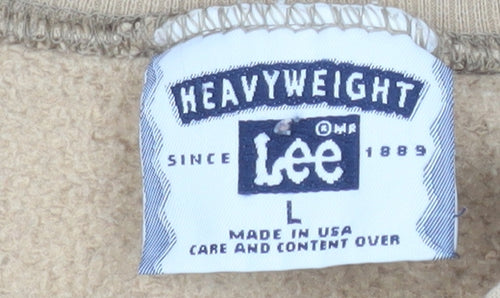 HEAVYWEIGHT
SINCE Lee ® MR 1889
L
MADE IN USA
CARE AND CONTENT OVER